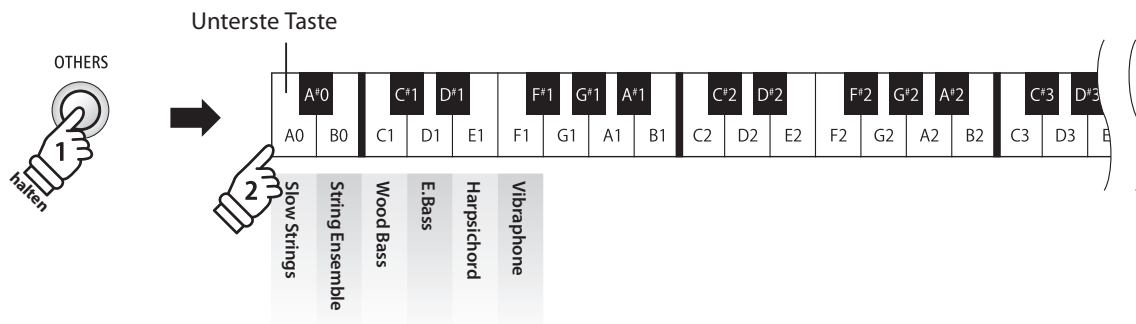 Unterste Taste
OTHERS
A#0 C#1 D#1 F#1 G#1 A#1 C#2 D#2 F#2 G#2 A#2 C#3 D#3
A0 B0 C1 D1 E1 F1 G1 A1 B1 C2 D2 E2 F2 G2 A2 B2 C3 D3 E
1
halten
2
Slow Strings
String Ensemble
Wood Bass
E.Bass
Harpsichord
Vibraphone